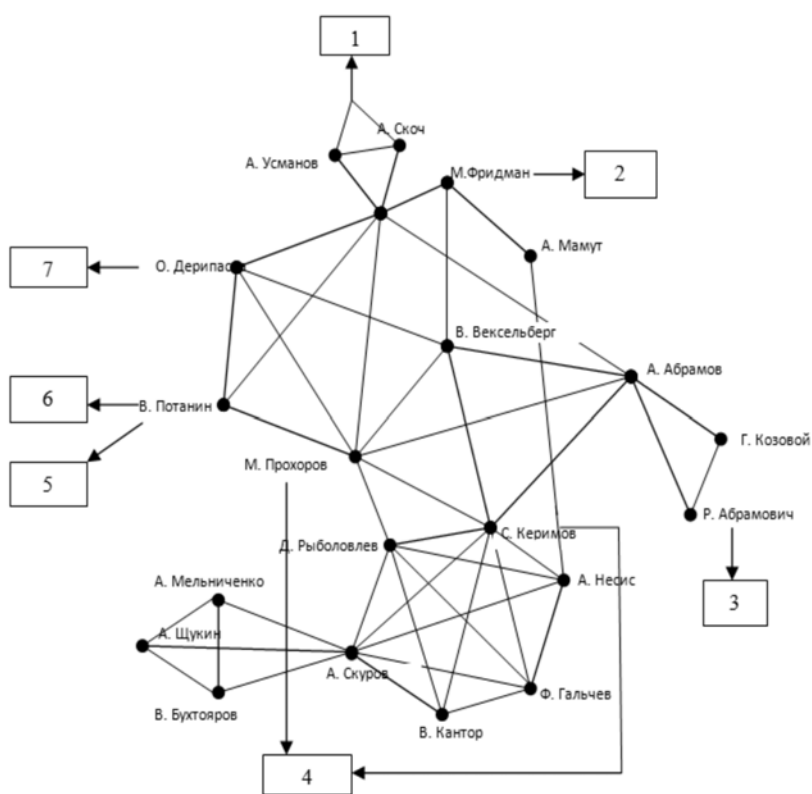 1
А. Скоч
А. Усманов
М.Фридман
2
А. Мамут
7
О. Дерипас
В. Вексельберг
А. Абрамов
6
В. Потанин
Г. Козовой
5
М. Прохоров
Р. Абрамович
С. Керимов
Д. Рыболовлев
А. Мельниченко
А. Несис
3
А. Щукин
А. Скуров
Ф. Гальчев
В. Бухтояров
В. Кантор
4